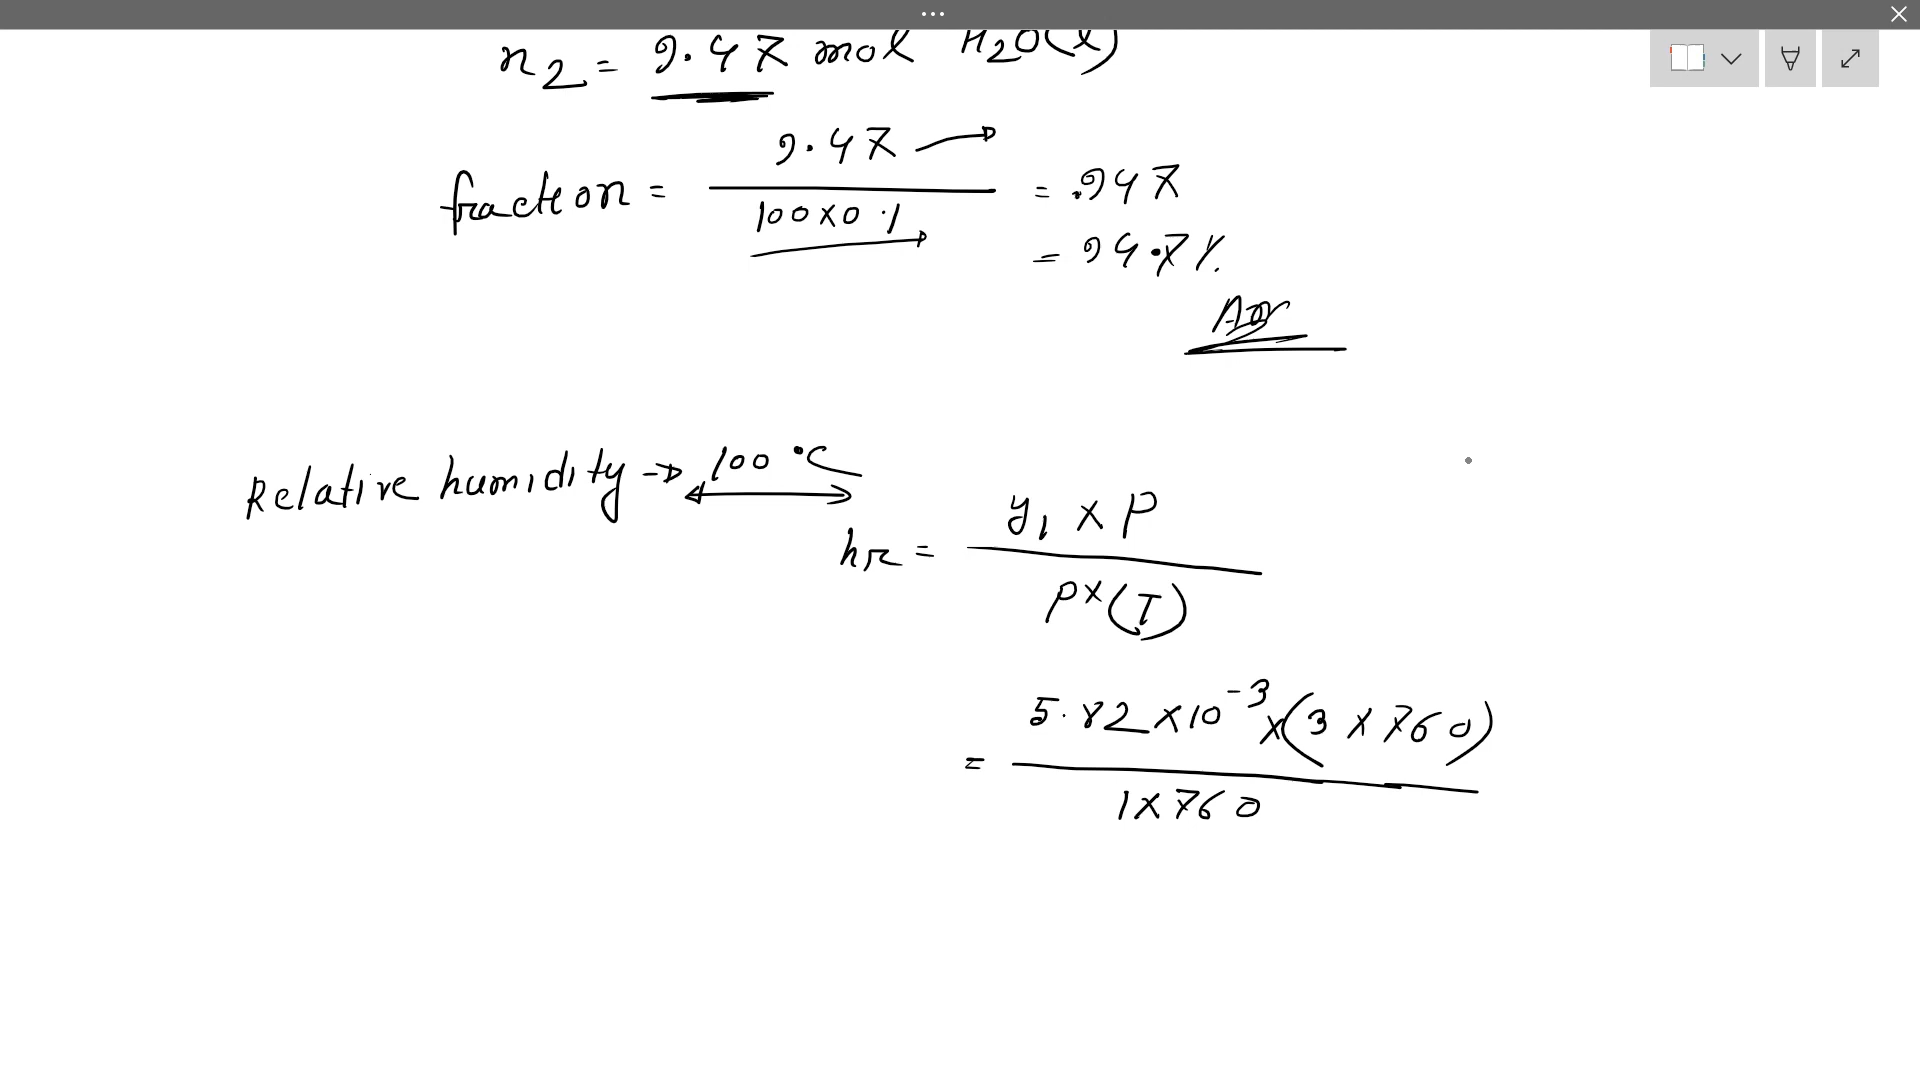 n₂ = 9.47 mol H₂O(l)
fraction = 9.47 / 100 x 0.1 = .947
= 94.7%
Ans
Relative humidity → 100 °C
hr = y₁ x P / P*(T)
= 5.82 x 10⁻³ x (3 x 760) / 1 x 760